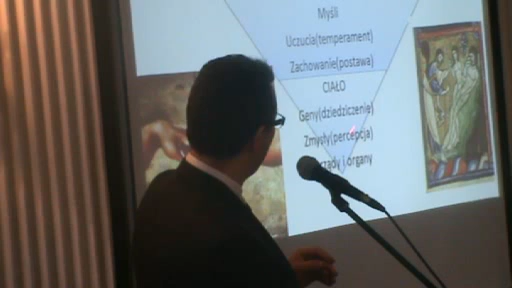 Myśli
Uczucia(temperament)
Zachowanie(postawa)
CIAŁO
Geny(dziedziczenie)
Zmysły(percepcja)
i organy